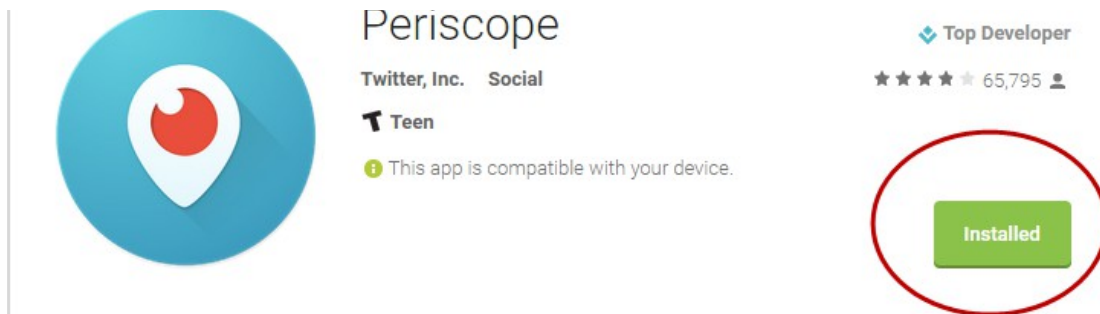 Periscope
Top Developer
Twitter, Inc. Social
65,795
Teen
This app is compatible with your device.
Installed